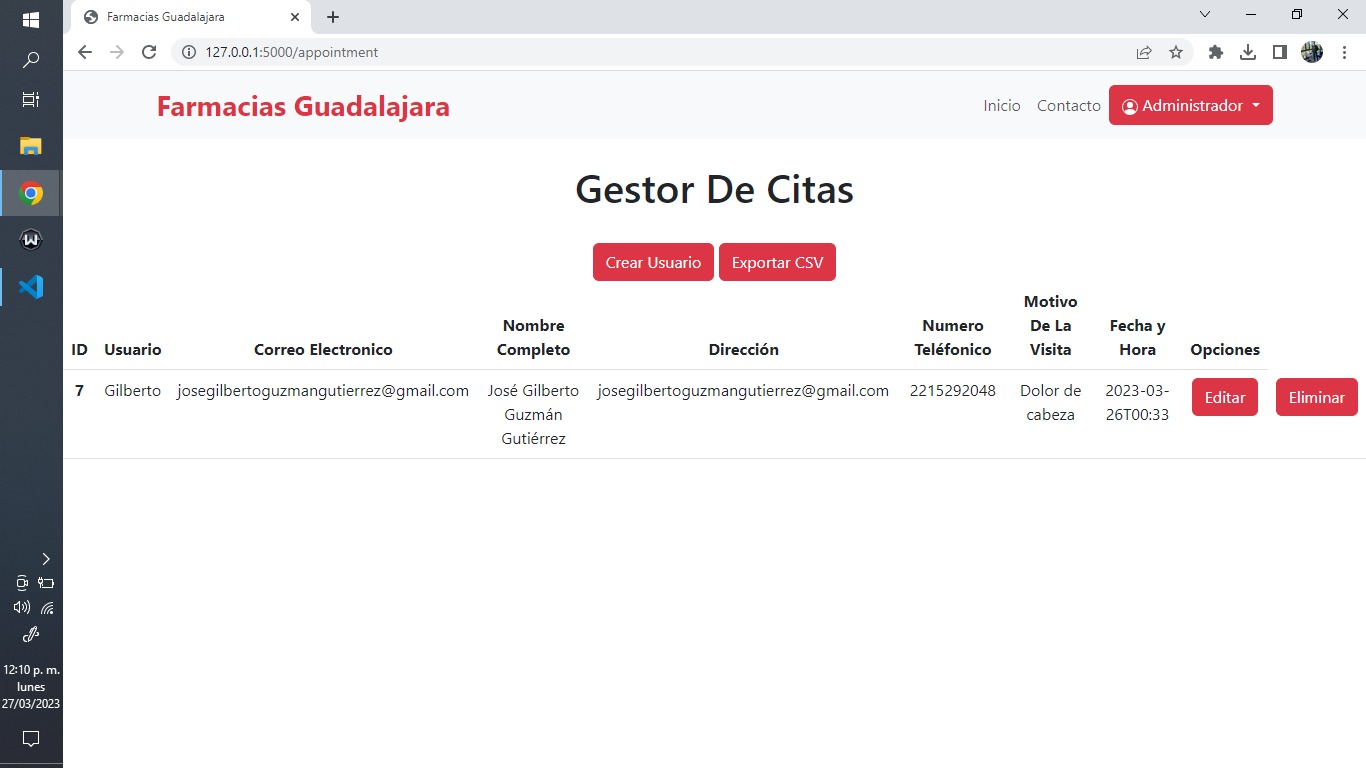 Farmacias Guadalajara
127.0.0.1:5000/appointment
Farmacias Guadalajara
Inicio Contacto Administrador
Gestor De Citas
Crear Usuario Exportar CSV
ID Usuario Correo Electronico Nombre Completo Dirección Numero Teléfonico Motivo De La Visita Fecha y Hora Opciones
7 Gilberto josegilbertoguzmangutierrez@gmail.com José Gilberto Guzmán Gutiérrez josegilbertoguzmangutierrez@gmail.com 2215292048 Dolor de cabeza 2023-03-26T00:33 Editar Eliminar
12:10 p. m.
lunes
27/03/2023